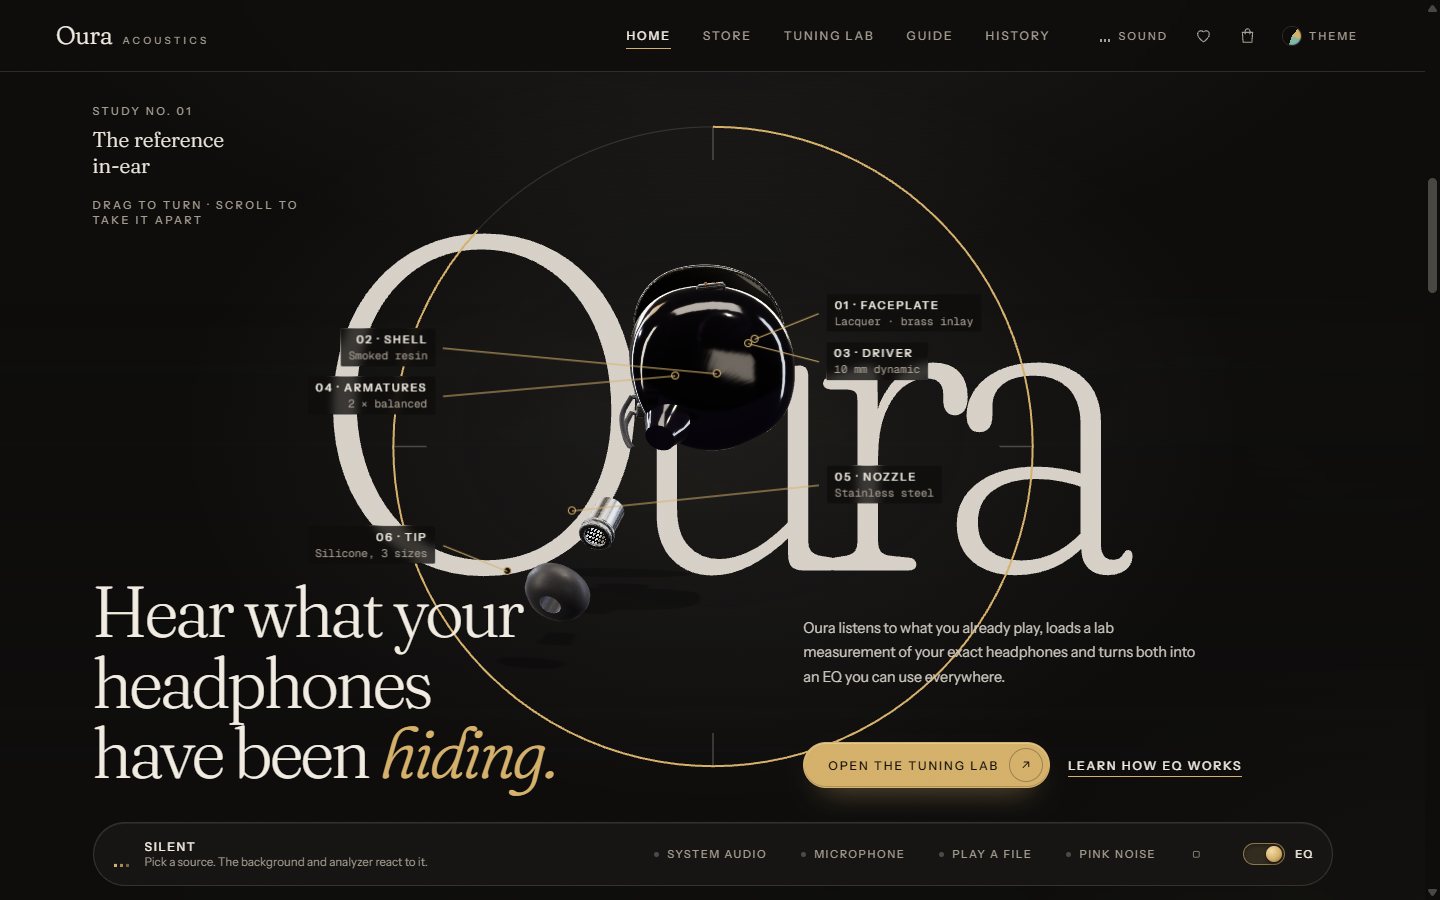 Oura ACOUSTICS
HOME STORE TUNING LAB GUIDE HISTORY SOUND THEME
STUDY NO. 01
The reference
in-ear
DRAG TO TURN · SCROLL TO
TAKE IT APART
Oura
01 · FACEPLATE
Lacquer · brass inlay
02 · SHELL
Smoked resin
03 · DRIVER
10 mm dynamic
04 · ARMATURES
2 × balanced
05 · NOZZLE
Stainless steel
06 · TIP
Silicone, 3 sizes
Hear what your
headphones
have been hiding.
Oura listens to what you already play, loads a lab
measurement of your exact headphones and turns both into
an EQ you can use everywhere.
OPEN THE TUNING LAB
LEARN HOW EQ WORKS
SILENT
Pick a source. The background and analyzer react to it.
SYSTEM AUDIO MICROPHONE PLAY A FILE PINK NOISE EQ